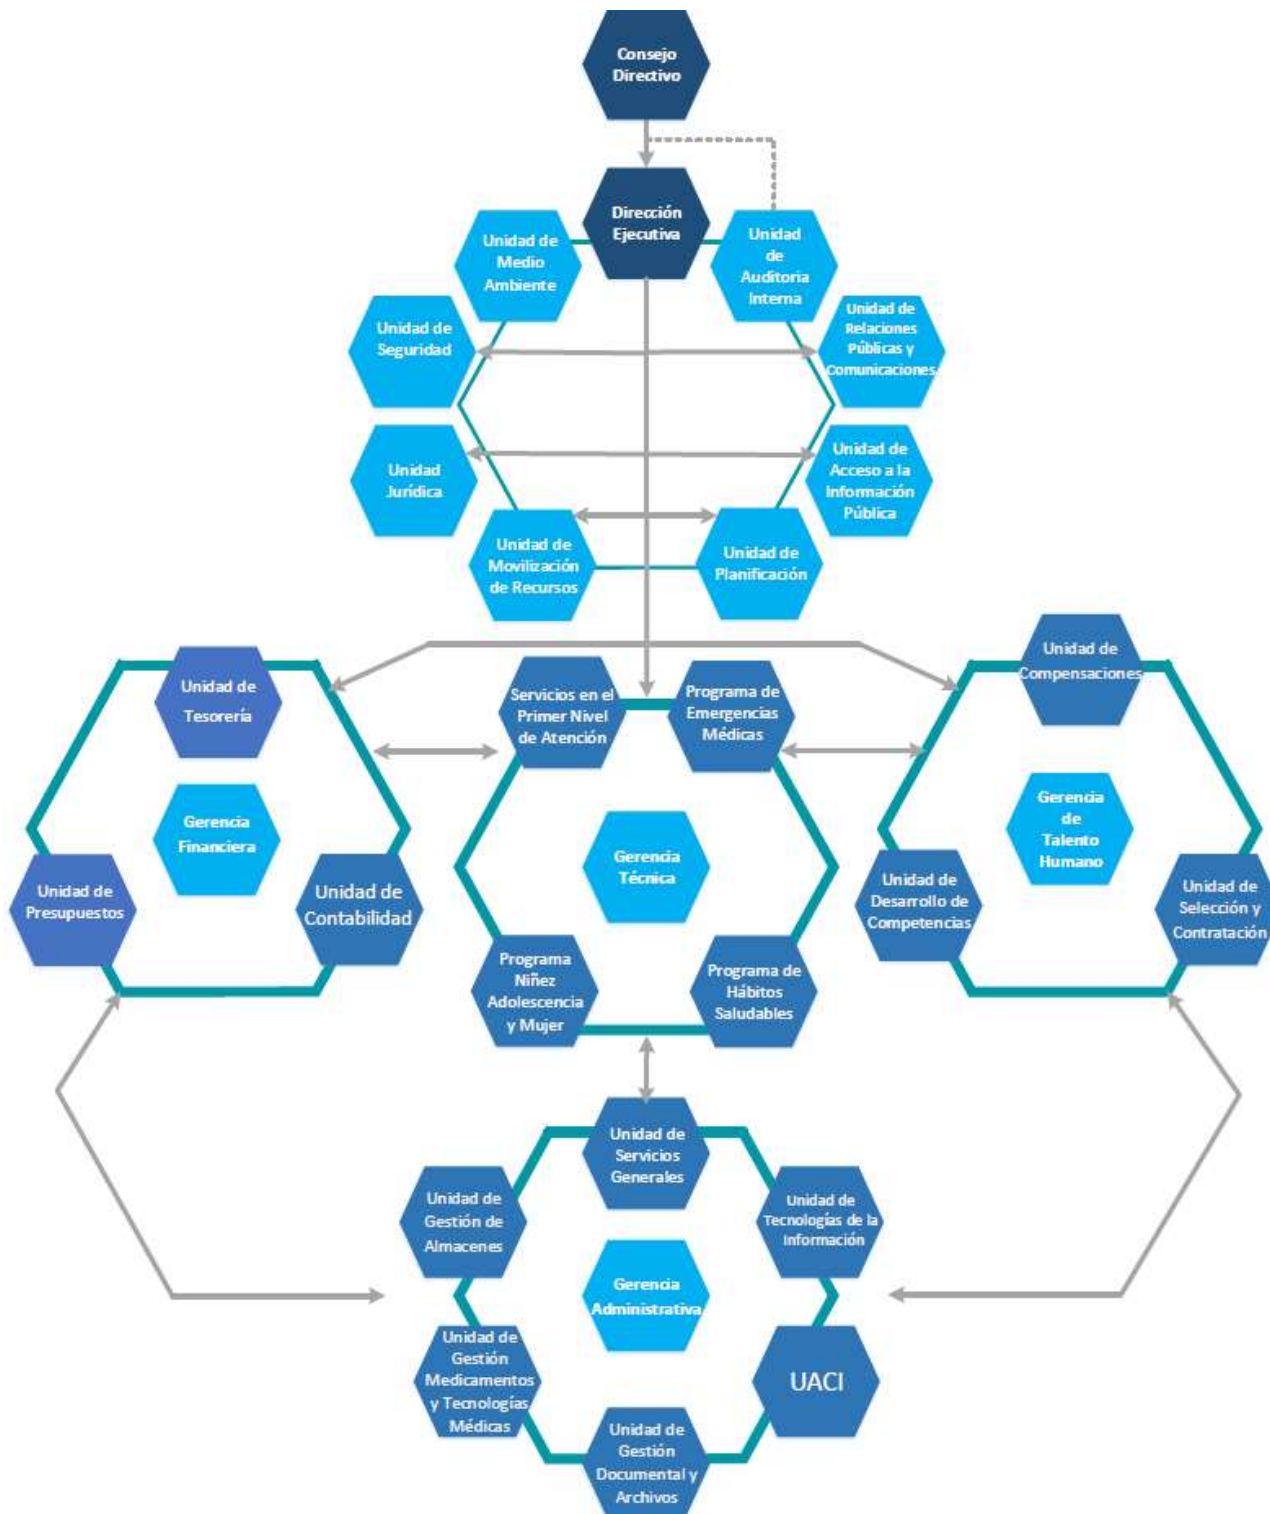 Consejo
Directivo
Dirección
Ejecutiva
Unidad de
Medio
Ambiente
Unidad
de
Auditoria
Interna
Unidad de
Seguridad
Unidad de
Relaciones
Públicas y
Comunicaciones
Unidad
Jurídica
Unidad de
Acceso a la
Información
Pública
Unidad de
Movilización
de Recursos
Unidad de
Planificación
Unidad de
Tesorería
Gerencia
Financiera
Unidad de
Presupuestos
Unidad de
Contabilidad
Servicios en el
Primer Nivel
de Atención
Programa de
Emergencias
Médicas
Gerencia
Técnica
Programa
Niñez
Adolescencia
y Mujer
Programa de
Hábitos
Saludables
Unidad de
Compensaciones
Gerencia
de
Talento
Humano
Unidad de
Desarrollo de
Competencias
Unidad de
Selección y
Contratación
Unidad de
Servicios
Generales
Unidad de
Gestión de
Almacenes
Unidad de
Tecnologías de la
Información
Gerencia
Administrativa
Unidad de
Gestión
Medicamentos
y Tecnologías
Médicas
UACI
Unidad de
Gestión
Documental y
Archivos